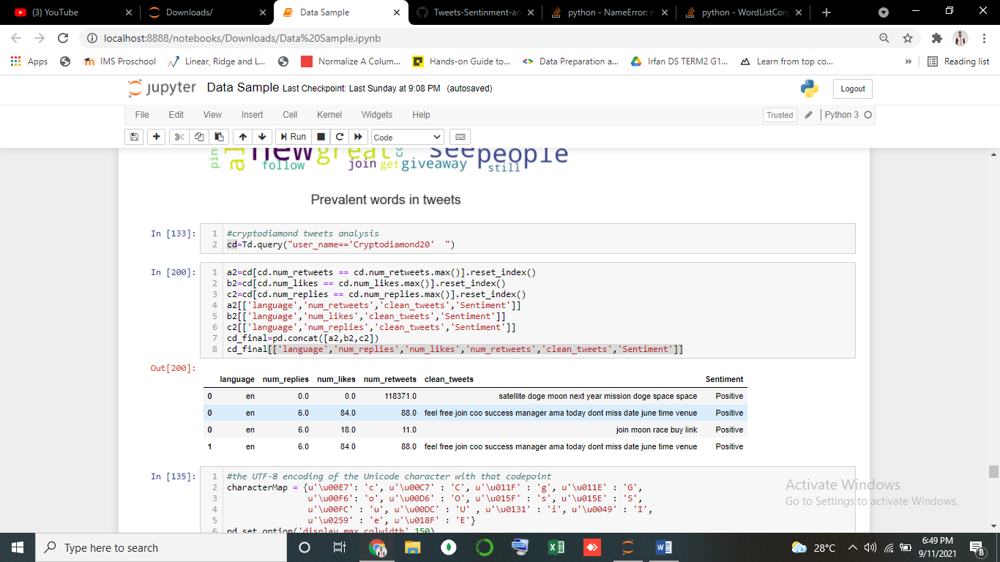 (3) YouTube
Downloads/
Data Sample
Tweets-Sentinment-an
python - NameError: n
python - WordListCorp
localhost:8888/notebooks/Downloads/Data%20Sample.ipynb
Apps
IMS Proschool
Linear, Ridge and L...
Normalize A Colum...
Hands-on Guide to...
Data Preparation a...
Irfan DS TERM2 G1...
Learn from top co...
»
Reading list
jupyter Data Sample Last Checkpoint: Last Sunday at 9:08 PM (autosaved)
Logout
File Edit View Insert Cell Kernel Widgets Help
Trusted
Python 3
Run
Code
new great see people
follow join get giveaway still
Prevalent words in tweets
In [133]:
1 #cryptodiamond tweets analysis
2 cd=Td.query("user_name=='Cryptodiamond20'  ")
In [200]:
1 a2=cd[cd.num_retweets == cd.num_retweets.max()].reset_index()
2 b2=cd[cd.num_likes == cd.num_likes.max()].reset_index()
3 c2=cd[cd.num_replies == cd.num_replies.max()].reset_index()
4 a2[['language','num_retweets','clean_tweets','Sentiment']]
5 b2[['language','num_likes','clean_tweets','Sentiment']]
6 c2[['language','num_replies','clean_tweets','Sentiment']]
7 cd_final=pd.concat([a2,b2,c2])
8 cd_final[['language','num_replies','num_likes','num_retweets','clean_tweets','Sentiment']]
Out[200]:
language num_replies num_likes num_retweets clean_tweets Sentiment
0 en 0.0 0.0 118371.0 satellite doge moon next year mission doge space space Positive
0 en 6.0 84.0 88.0 feel free join coo success manager ama today dont miss date june time venue Positive
0 en 6.0 18.0 11.0 join moon race buy link Positive
1 en 6.0 84.0 88.0 feel free join coo success manager ama today dont miss date june time venue Positive
In [135]:
1 #the UTF-8 encoding of the Unicode character with that codepoint
2 characterMap = {u'\u00E7': 'c', u'\u00C7' : 'C', u'\u011F' : 'g', u'\u011E' : 'G',
3 u'\u00F6': 'o', u'\u00D6' : 'O', u'\u015F' : 's', u'\u015E' : 'S',
4 u'\u00FC' : 'u', u'\u00DC' : 'U' , u'\u0131' : 'i', u'\u0049' : 'I',
5 u'\u0259' : 'e', u'\u018F' : 'E'}
6 pd.set_option('display.max_colwidth',150)
Activate Windows
Go to Settings to activate Windows.
Type here to search
28°C
6:49 PM
9/11/2021
8